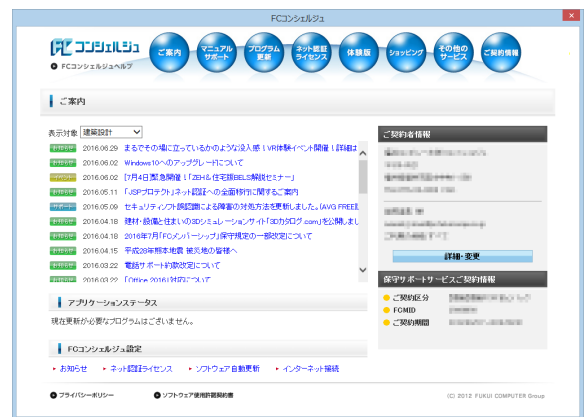 FCコンシェルジュ
FC コンシェルジュ
FCコンシェルジュヘルプ
ご案内
マニュアル
サポート
プログラム
更新
ネット認証
ライセンス
体験版
ショッピング
その他の
サービス
ご契約情報
ご案内
表示対象 建築設計
お知らせ 2016.06.29 まるでその場に立っているかのような没入感！VR体験イベント開催！詳細は
お知らせ 2016.06.02 Windows10へのアップグレードについて
イベント 2016.06.02 [7月4日]緊急開催！「ZEH&住宅版BELS解説セミナー」
お知らせ 2016.05.11 「JSPプロテクト」ネット認証への全面移行に関するご案内
サポート 2016.05.09 セキュリティソフト誤認識による障害の対処方法を更新しました。(AVG FREE
お知らせ 2016.04.18 建材・設備と住まいの3Dシミュレーションサイト「3Dカタログ.com」を公開しまし
お知らせ 2016.04.18 2016年7月「FCメンバーシップ」保守規定の一部改定について
お知らせ 2016.04.15 平成28年熊本地震 被災地の皆様へ
お知らせ 2016.03.22 電話サポート約款改定について
お知らせ 2016.03.22 「Office 2016」対応について
アプリケーションステータス
現在更新が必要なプログラムはございません。
FCコンシェルジュ設定
お知らせ
ネット認証ライセンス
ソフトウェア自動更新
インターネット接続
ご契約者情報
詳細・変更
保守サポートサービスご契約情報
ご契約区分
FCMID
ご契約期間
プライバシーポリシー
ソフトウェア使用許諾契約書
(C) 2012 FUKUI COMPUTER Group